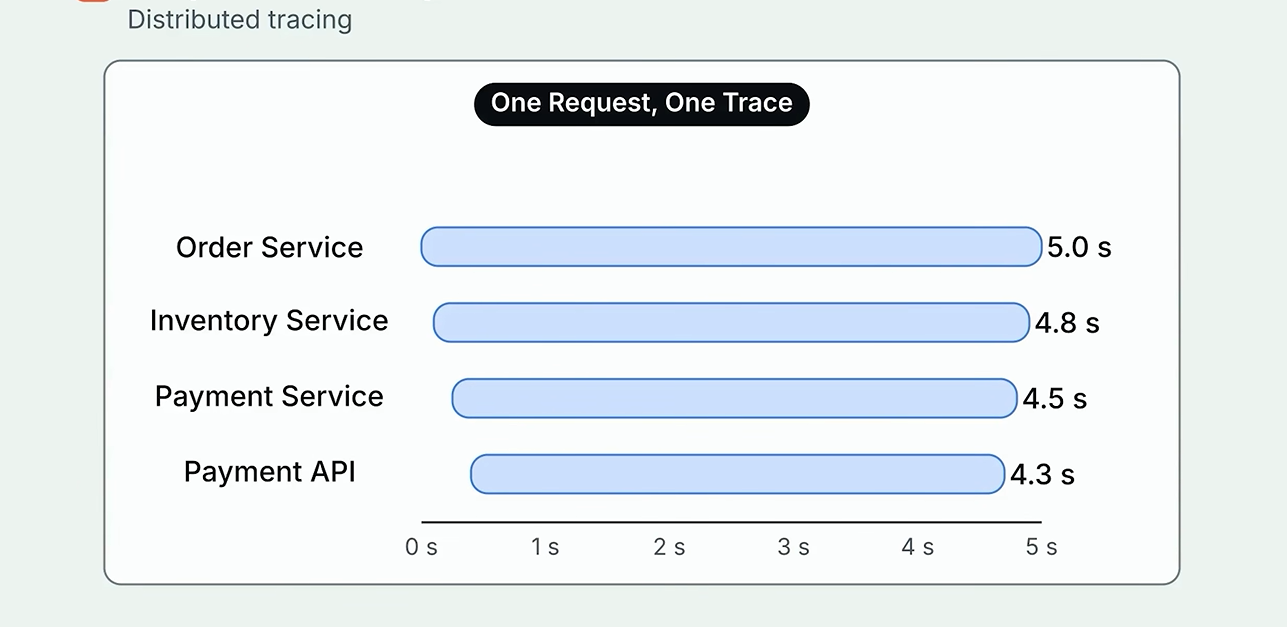 Distributed tracing
One Request, One Trace
Order Service 5.0 s
Inventory Service 4.8 s
Payment Service 4.5 s
Payment API 4.3 s
0 s 1 s 2 s 3 s 4 s 5 s